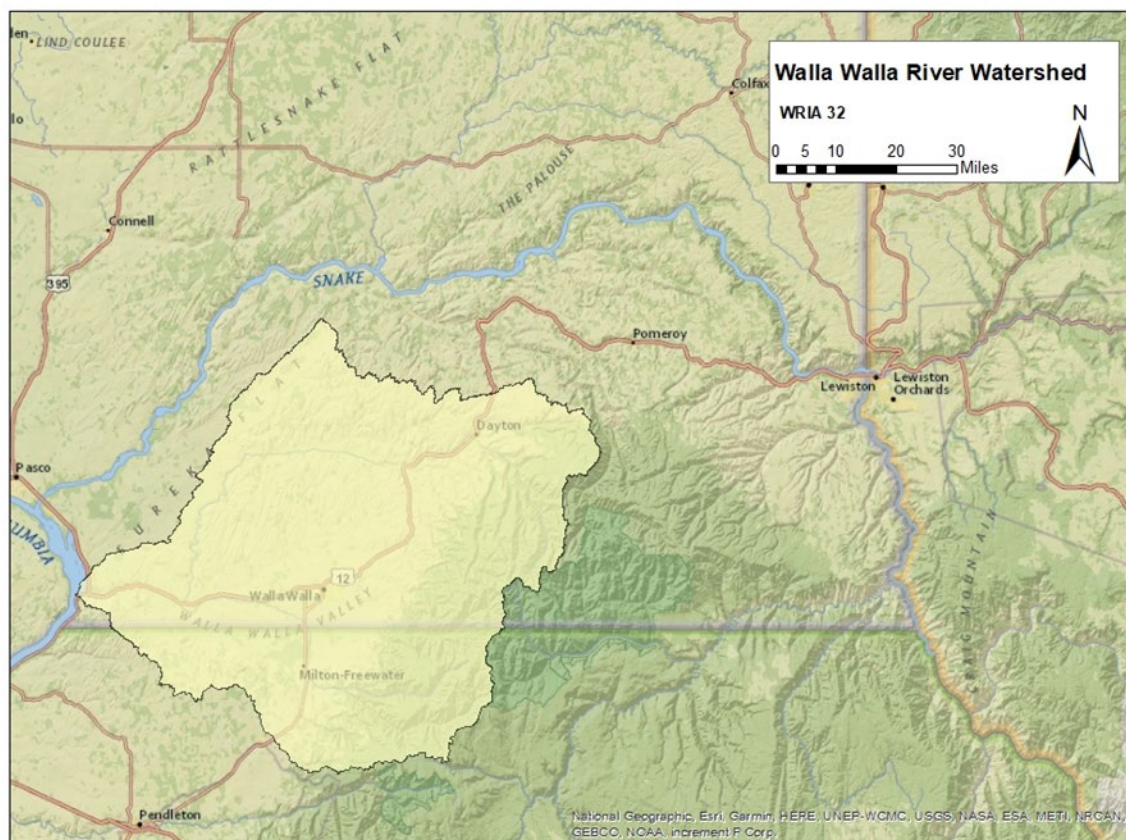 en
LIND COULEE
RATTLESNAKE FLAT
Colfax
Walla Walla River Watershed
WRIA 32
N
0 5 10 20 30
Miles
lo
THE PALOUSE
Connell
395
SNAKE
Pomeroy
Lewiston
Lewiston
Orchards
EUREKA FLAT
Dayton
Pasco
UMBIA
12
Walla Walla
WALLA WALLA VALLEY
Milton-Freewater
CRAIG MOUNTAIN
Pendleton
National Geographic, Esri, Garmin, HERE, UNEP-WCMC, USGS, NASA, ESA, METI, NRCAN,
GEBCO, NOAA, increment P Corp.